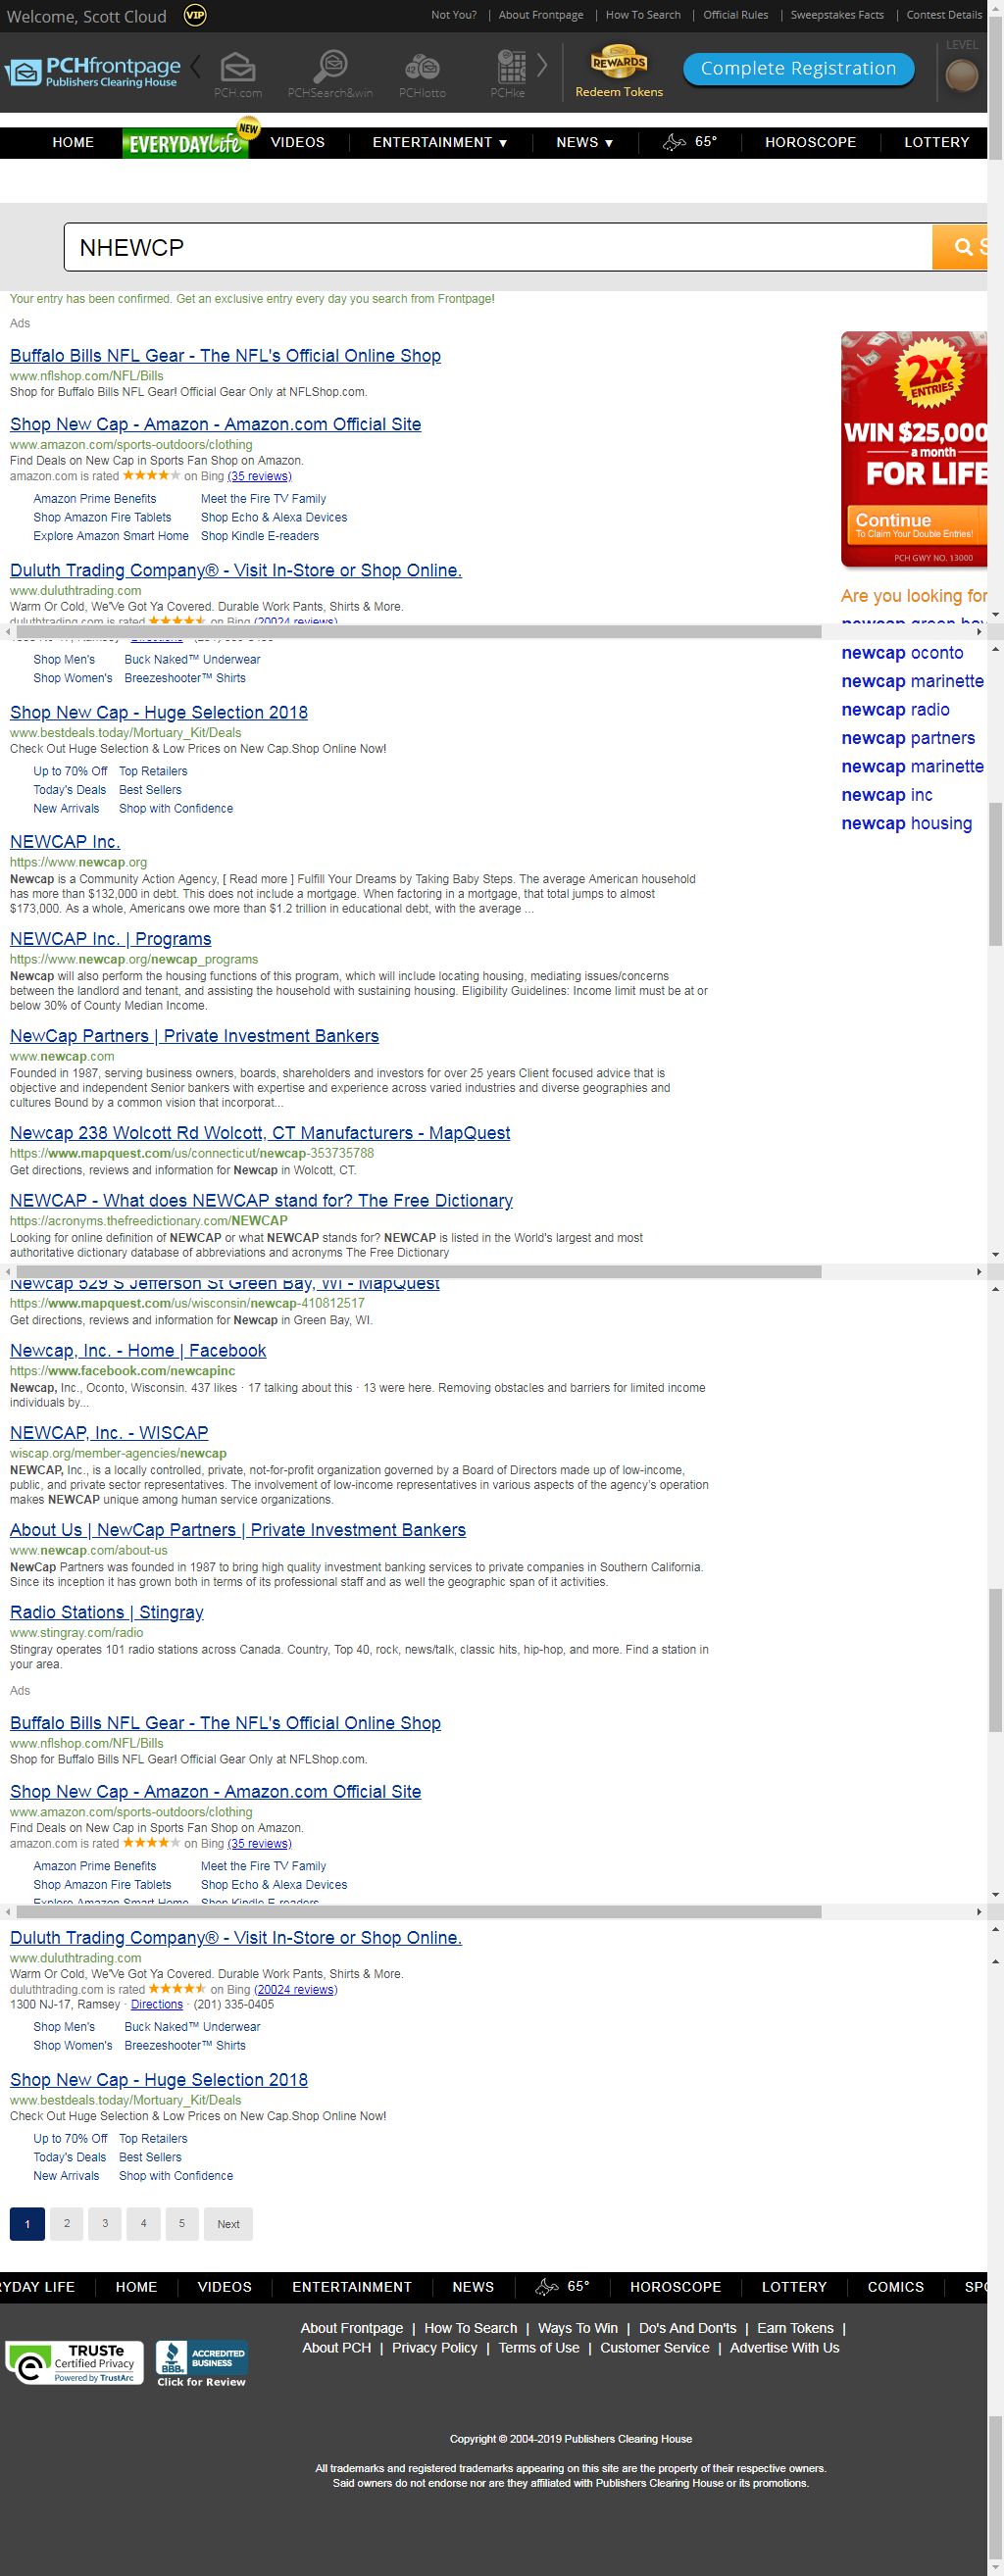 Welcome, Scott Cloud VIP Not You? | About Frontpage | How To Search | Official Rules | Sweepstakes Facts | Contest Details
PCHfrontpage
Publishers Clearing House
PCH.com PCHSearch&win PCHlotto PCHke
REWARDS
Redeem Tokens
Complete Registration
LEVEL
HOME EVERYDAY Life NEW VIDEOS ENTERTAINMENT ▼ NEWS ▼ 65° HOROSCOPE LOTTERY
NHEWCP S
Your entry has been confirmed. Get an exclusive entry every day you search from Frontpage!
Ads
Buffalo Bills NFL Gear - The NFL's Official Online Shop
www.nflshop.com/NFL/Bills
Shop for Buffalo Bills NFL Gear! Official Gear Only at NFLShop.com.
Shop New Cap - Amazon - Amazon.com Official Site
www.amazon.com/sports-outdoors/clothing
Find Deals on New Cap in Sports Fan Shop on Amazon.
amazon.com is rated ★★★★★ on Bing (35 reviews)
Amazon Prime Benefits Meet the Fire TV Family
Shop Amazon Fire Tablets Shop Echo & Alexa Devices
Explore Amazon Smart Home Shop Kindle E-readers
Duluth Trading Company® - Visit In-Store or Shop Online.
www.duluthtrading.com
Warm Or Cold, We'Ve Got Ya Covered. Durable Work Pants, Shirts & More.
duluthtrading.com is rated on Bing (20024 reviews)
2X
ENTRIES
WIN $25,000
a month
FOR LIFE
Continue
To Claim Your Double Entries!
PCH GWY NO. 13000
Are you looking for
newcap green bay
Shop Men's Buck Naked™ Underwear
Shop Women's Breezeshooter™ Shirts
newcap oconto
newcap marinette
newcap radio
newcap partners
newcap marinette
newcap inc
newcap housing
Shop New Cap - Huge Selection 2018
www.bestdeals.today/Mortuary_Kit/Deals
Check Out Huge Selection & Low Prices on New Cap.Shop Online Now!
Up to 70% Off Top Retailers
Today's Deals Best Sellers
New Arrivals Shop with Confidence
NEWCAP Inc.
https://www.newcap.org
Newcap is a Community Action Agency, [ Read more ] Fulfill Your Dreams by Taking Baby Steps. The average American household
has more than $132,000 in debt. This does not include a mortgage. When factoring in a mortgage, that total jumps to almost
$173,000. As a whole, Americans owe more than $1.2 trillion in educational debt, with the average ...
NEWCAP Inc. | Programs
https://www.newcap.org/newcap_programs
Newcap will also perform the housing functions of this program, which will include locating housing, mediating issues/concerns
between the landlord and tenant, and assisting the household with sustaining housing. Eligibility Guidelines: Income limit must be at or
below 30% of County Median Income.
NewCap Partners | Private Investment Bankers
www.newcap.com
Founded in 1987, serving business owners, boards, shareholders and investors for over 25 years Client focused advice that is
objective and independent Senior bankers with expertise and experience across varied industries and diverse geographies and
cultures Bound by a common vision that incorporat...
Newcap 238 Wolcott Rd Wolcott, CT Manufacturers - MapQuest
https://www.mapquest.com/us/connecticut/newcap-353735788
Get directions, reviews and information for Newcap in Wolcott, CT.
NEWCAP - What does NEWCAP stand for? The Free Dictionary
https://acronyms.thefreedictionary.com/NEWCAP
Looking for online definition of NEWCAP or what NEWCAP stands for? NEWCAP is listed in the World's largest and most
authoritative dictionary database of abbreviations and acronyms The Free Dictionary
Newcap 529 S Jefferson St Green Bay, WI - MapQuest
https://www.mapquest.com/us/wisconsin/newcap-410812517
Get directions, reviews and information for Newcap in Green Bay, WI.
Newcap, Inc. - Home | Facebook
https://www.facebook.com/newcapinc
Newcap, Inc., Oconto, Wisconsin. 437 likes · 17 talking about this · 13 were here. Removing obstacles and barriers for limited income
individuals by...
NEWCAP, Inc. - WISCAP
wiscap.org/member-agencies/newcap
NEWCAP, Inc., is a locally controlled, private, not-for-profit organization governed by a Board of Directors made up of low-income,
public, and private sector representatives. The involvement of low-income representatives in various aspects of the agency's operation
makes NEWCAP unique among human service organizations.
About Us | NewCap Partners | Private Investment Bankers
www.newcap.com/about-us
NewCap Partners was founded in 1987 to bring high quality investment banking services to private companies in Southern California.
Since its inception it has grown both in terms of its professional staff and as well the geographic span of it activities.
Radio Stations | Stingray
www.stingray.com/radio
Stingray operates 101 radio stations across Canada. Country, Top 40, rock, news/talk, classic hits, hip-hop, and more. Find a station in
your area.
Ads
Buffalo Bills NFL Gear - The NFL's Official Online Shop
www.nflshop.com/NFL/Bills
Shop for Buffalo Bills NFL Gear! Official Gear Only at NFLShop.com.
Shop New Cap - Amazon - Amazon.com Official Site
www.amazon.com/sports-outdoors/clothing
Find Deals on New Cap in Sports Fan Shop on Amazon.
amazon.com is rated ★★★★★ on Bing (35 reviews)
Amazon Prime Benefits Meet the Fire TV Family
Shop Amazon Fire Tablets Shop Echo & Alexa Devices
Explore Amazon Smart Home Shop Kindle E-readers
Duluth Trading Company® - Visit In-Store or Shop Online.
www.duluthtrading.com
Warm Or Cold, We'Ve Got Ya Covered. Durable Work Pants, Shirts & More.
duluthtrading.com is rated on Bing (20024 reviews)
1300 NJ-17, Ramsey · Directions · (201) 335-0405
Shop Men's Buck Naked™ Underwear
Shop Women's Breezeshooter™ Shirts
Shop New Cap - Huge Selection 2018
www.bestdeals.today/Mortuary_Kit/Deals
Check Out Huge Selection & Low Prices on New Cap.Shop Online Now!
Up to 70% Off Top Retailers
Today's Deals Best Sellers
New Arrivals Shop with Confidence
1 2 3 4 5 Next
RYDAY LIFE HOME VIDEOS ENTERTAINMENT NEWS 65° HOROSCOPE LOTTERY COMICS SPO
About Frontpage | How To Search | Ways To Win | Do's And Don'ts | Earn Tokens |
About PCH | Privacy Policy | Terms of Use | Customer Service | Advertise With Us
TRUSTe
Certified Privacy
Powered by TrustArc
BBB.
ACCREDITED
BUSINESS
Click for Review
Copyright © 2004-2019 Publishers Clearing House
All trademarks and registered trademarks appearing on this site are the property of their respective owners.
Said owners do not endorse nor are they affiliated with Publishers Clearing House or its promotions.